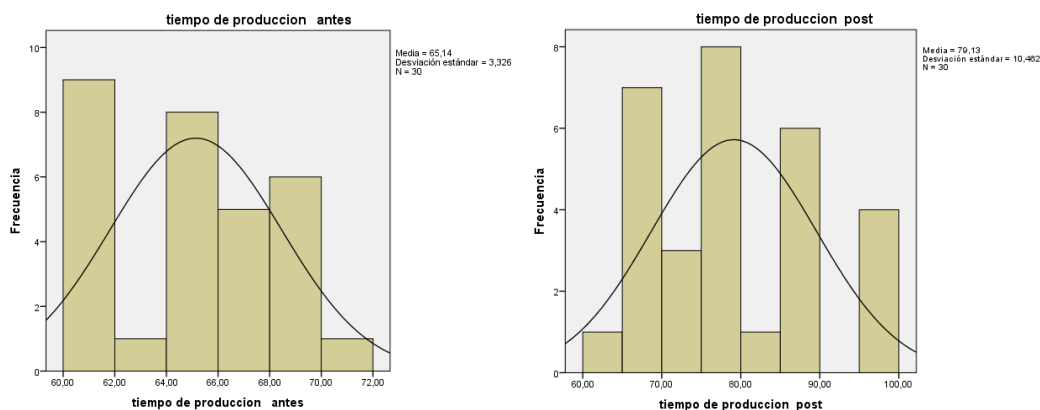 tiempo de produccion antes
Media = 65,14
Desviación estándar = 3,326
N = 30
Frecuencia
10
8
6
4
2
0
60,00 62,00 64,00 66,00 68,00 70,00 72,00
tiempo de produccion antes
tiempo de produccion post
Media = 79,13
Desviación estándar = 10,462
N = 30
Frecuencia
8
6
4
2
0
60,00 70,00 80,00 90,00 100,00
tiempo de produccion post